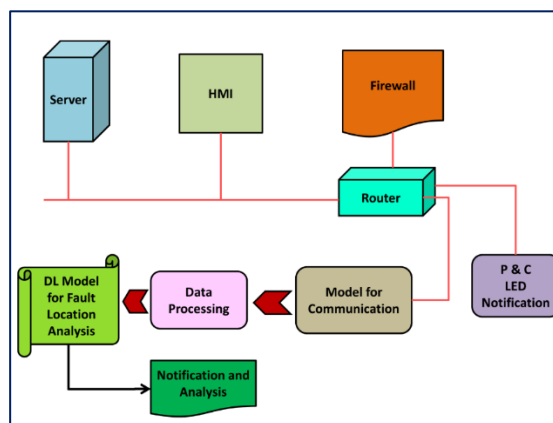 Server
HMI
Firewall
Router
DL Model
for Fault
Location
Analysis
Data
Processing
Model for
Communication
P & C
LED
Notification
Notification and
Analysis